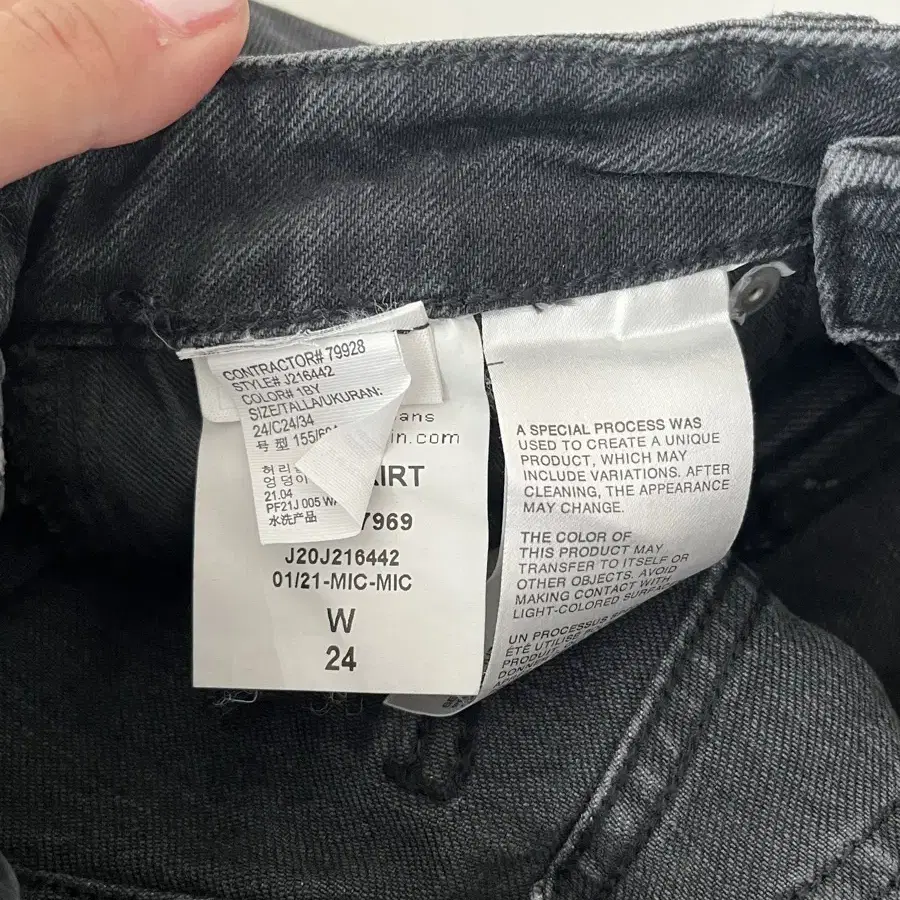 CONTRACTOR# 79928
STYLE# J216442
COLOR# 1BY
SIZE/TALLA/UKURAN:
24/C24/34
号 型 155/
허리
엉덩이
21.04
PF21J 005
水洗产品
ans
in.com
IRT
7969
J20J216442
01/21-MIC-MIC
W
24
A SPECIAL PROCESS WAS
USED TO CREATE A UNIQUE
PRODUCT, WHICH MAY
INCLUDE VARIATIONS. AFTER
CLEANING, THE APPEARANCE
MAY CHANGE.
THE COLOR OF
THIS PRODUCT MAY
TRANSFER TO ITSELF OR
OTHER OBJECTS. AVOID
MAKING CONTACT WITH
LIGHT-COLORED
UN PROCESSUS
ÉTÉ UTILISÉ
PRODUIT